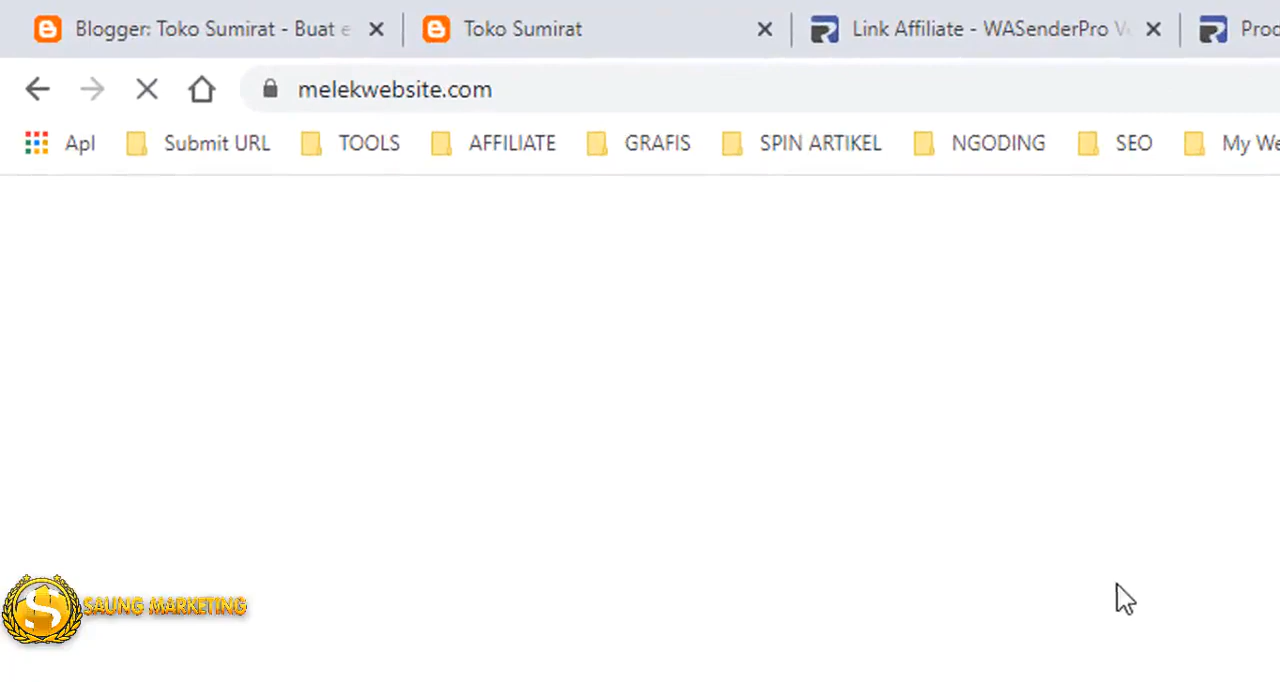 Blogger: Toko Sumirat - Buat e
Toko Sumirat
Link Affiliate - WASenderPro V
Prod
melekwebsite.com
Apl
Submit URL
TOOLS
AFFILIATE
GRAFIS
SPIN ARTIKEL
NGODING
SEO
My We
SAUNG MARKETING